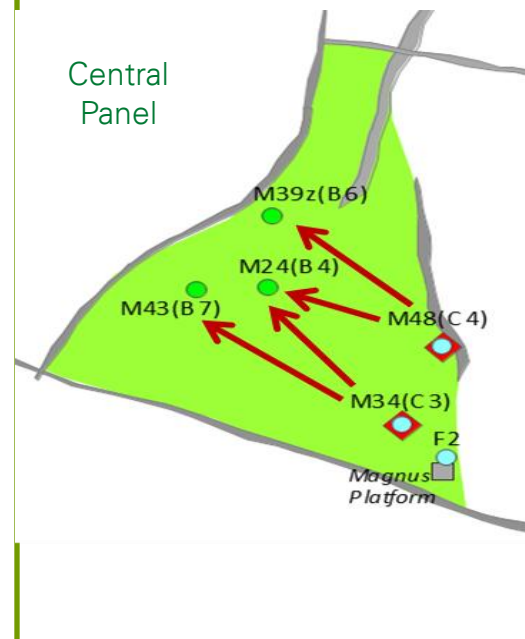 Central
Panel
M39z(B6)
M24(B4)
M43(B7)
M48(C4)
M34(C3)
F2
Magnus
Platform